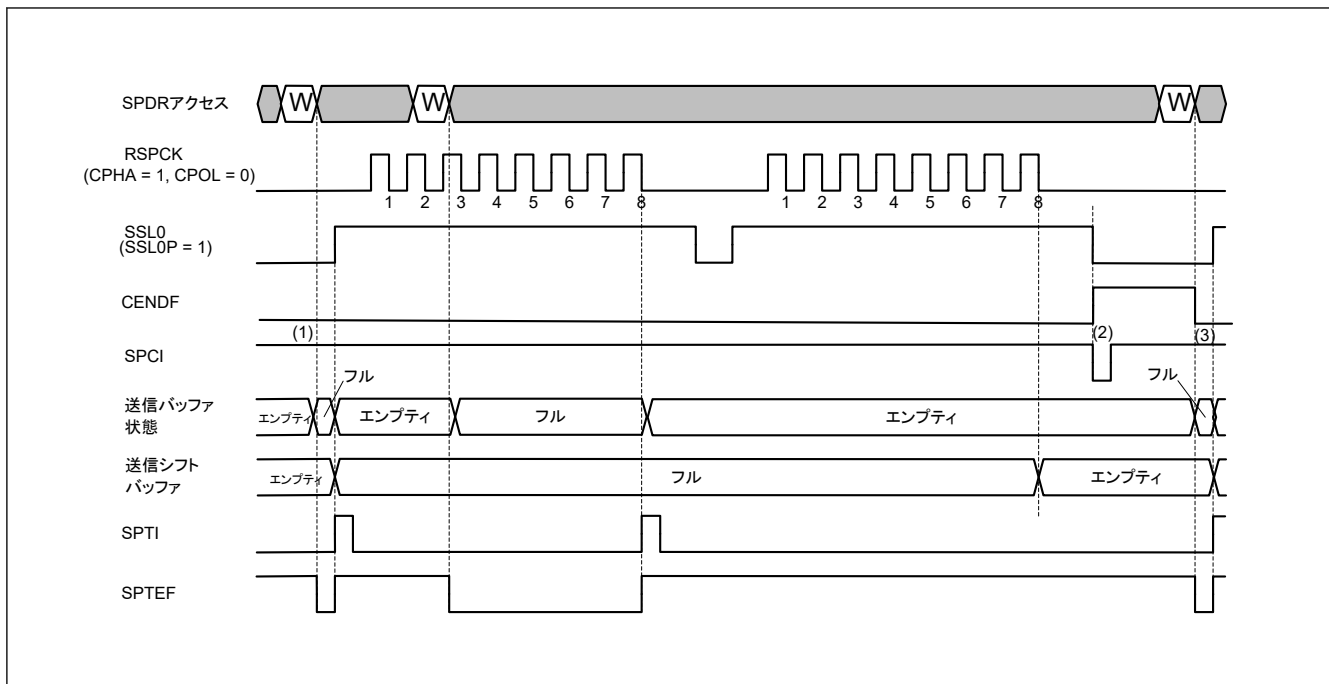 SPDRアクセス
W
W
W
RSPCK
(CPHA = 1, CPOL = 0)
1 2 3 4 5 6 7 8
1 2 3 4 5 6 7 8
SSL0
(SSL0P = 1)
CENDF
(1)
(2)
(3)
SPCI
フル
フル
送信バッファ
状態
エンプティ
エンプティ
フル
エンプティ
送信シフト
バッファ
エンプティ
フル
エンプティ
SPTI
SPTEF